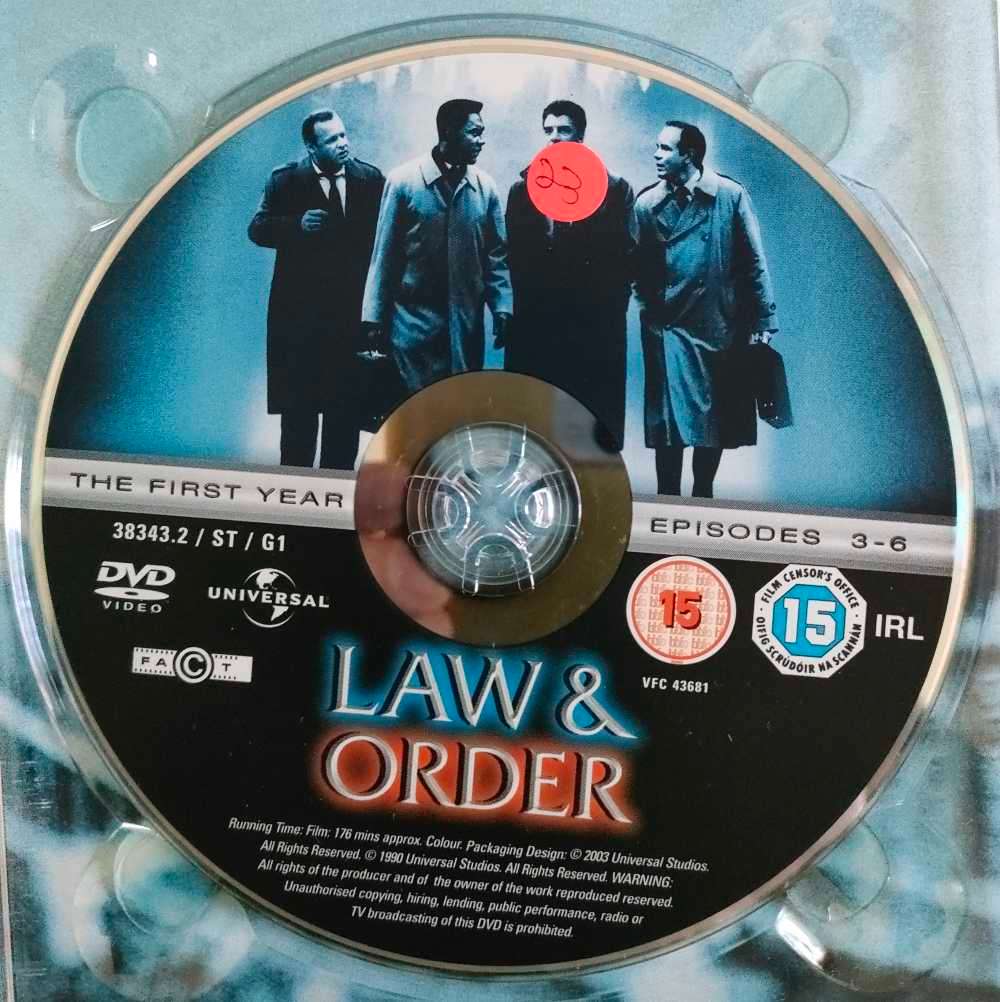 23
THE FIRST YEAR
EPISODES 3-6
38343.2 / ST / G1
DVD
VIDEO
UNIVERSAL
FACT
15
VFC 43681
FILM CENSOR'S OFFICE
15
OIFIG SCRÚDÓIR NA SCANNÁN
IRL
LAW &
ORDER
Running Time: Film: 176 mins approx. Colour. Packaging Design: © 2003 Universal Studios.
All Rights Reserved. © 1990 Universal Studios. All Rights Reserved. WARNING:
All rights of the producer and of the owner of the work reproduced reserved.
Unauthorised copying, hiring, lending, public performance, radio or
TV broadcasting of this DVD is prohibited.